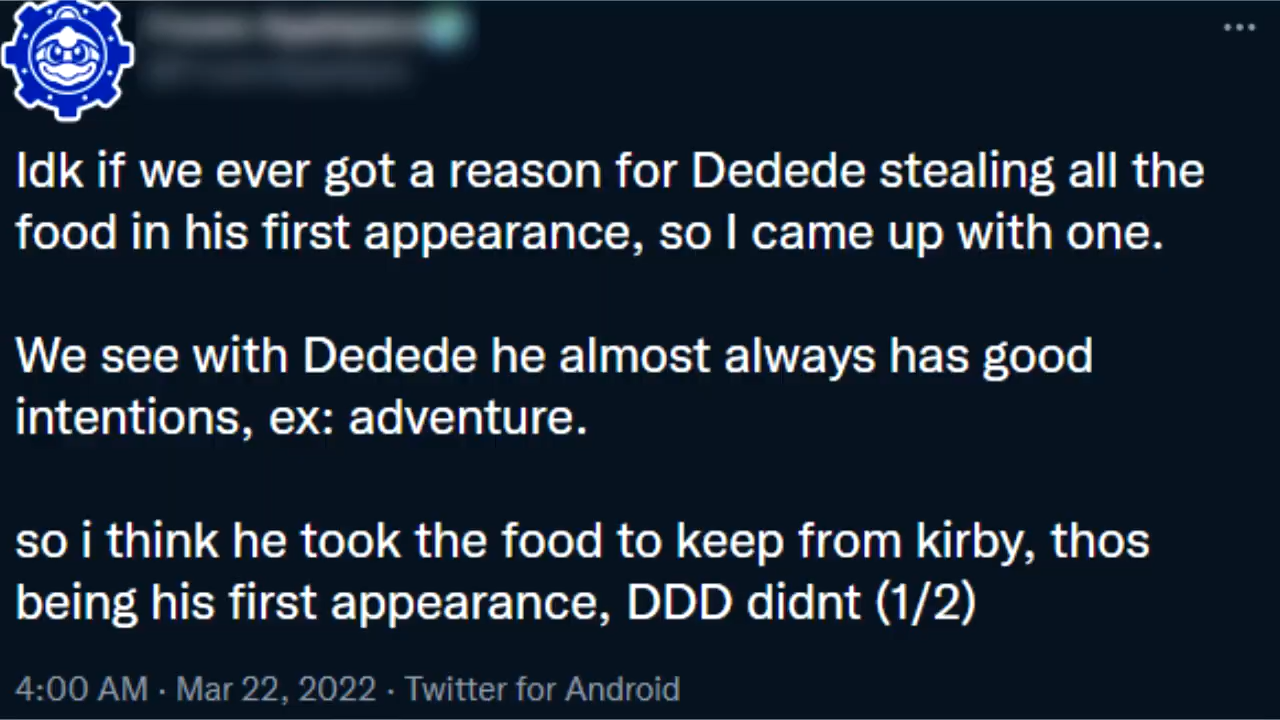 Idk if we ever got a reason for Dedede stealing all the
food in his first appearance, so I came up with one.
We see with Dedede he almost always has good
intentions, ex: adventure.
so i think he took the food to keep from kirby, thos
being his first appearance, DDD didnt (1/2)
4:00 AM · Mar 22, 2022 · Twitter for Android